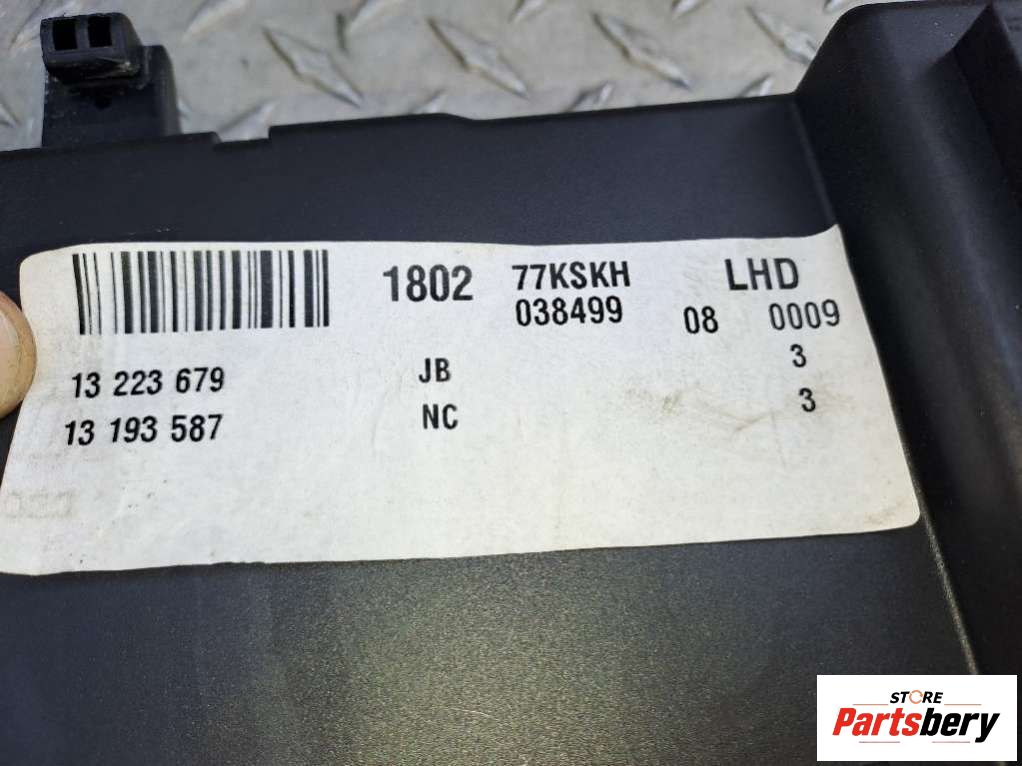 1802 77KSKH LHD
038499 08 0009
13 223 679 JB 3
13 193 587 NC 3
STORE
Partsbery